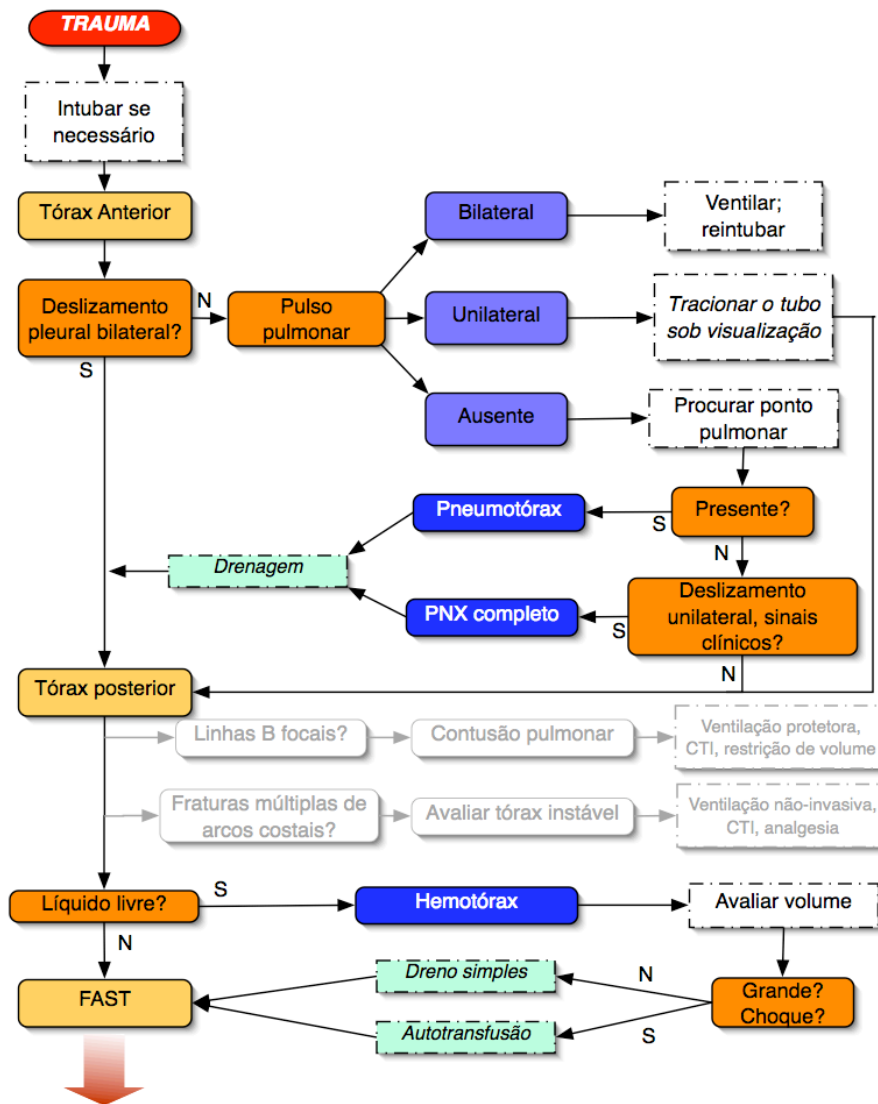 TRAUMA
Intubar se
necessário
Tórax Anterior
Deslizamento
pleural bilateral?
N
S
Pulso
pulmonar
Bilateral
Ventilar;
reintubar
Unilateral
Tracionar o tubo
sob visualização
Ausente
Procurar ponto
pulmonar
Presente?
S
N
Pneumotórax
Drenagem
PNX completo
Deslizamento
unilateral, sinais
clínicos?
S
N
Tórax posterior
Linhas B focais?
Contusão pulmonar
Ventilação protetora,
CTI, restrição de volume
Fraturas múltiplas de
arcos costais?
Avaliar tórax instável
Ventilação não-invasiva,
CTI, analgesia
Líquido livre?
S
N
Hemotórax
Avaliar volume
Grande?
Choque?
N
S
Dreno simples
Autotransfusão
FAST